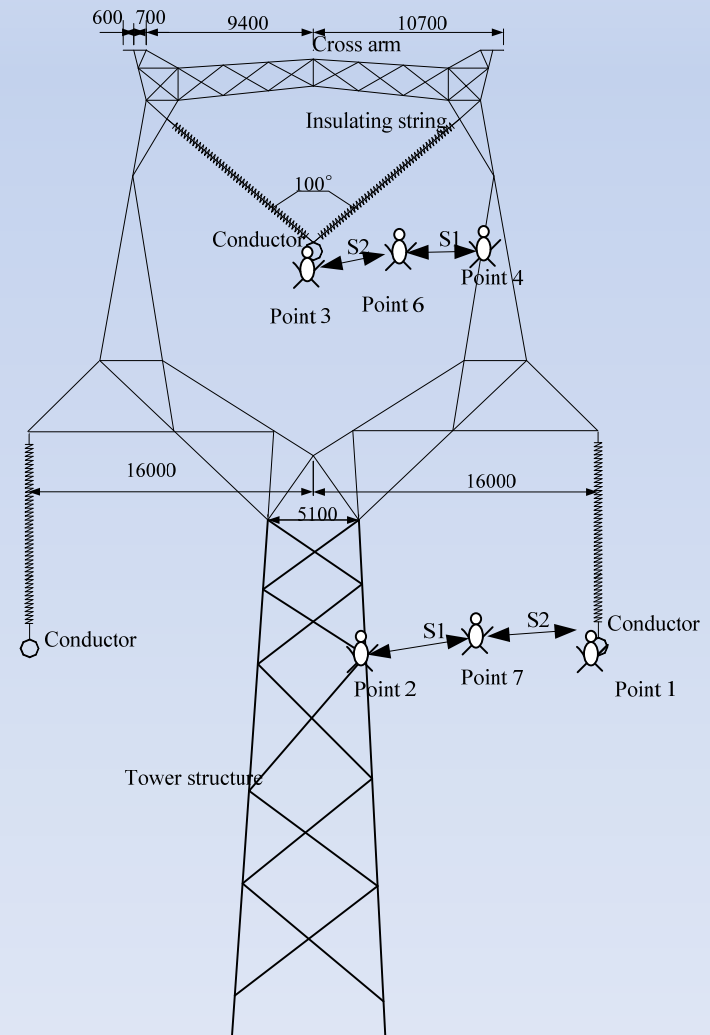 600 700 9400 10700
Cross arm
Insulating string
100°
Conductor S2 S1
Point 4
Point 3 Point 6
16000 16000
5100
S1 S2 Conductor
Conductor
Point 2 Point 7 Point 1
Tower structure